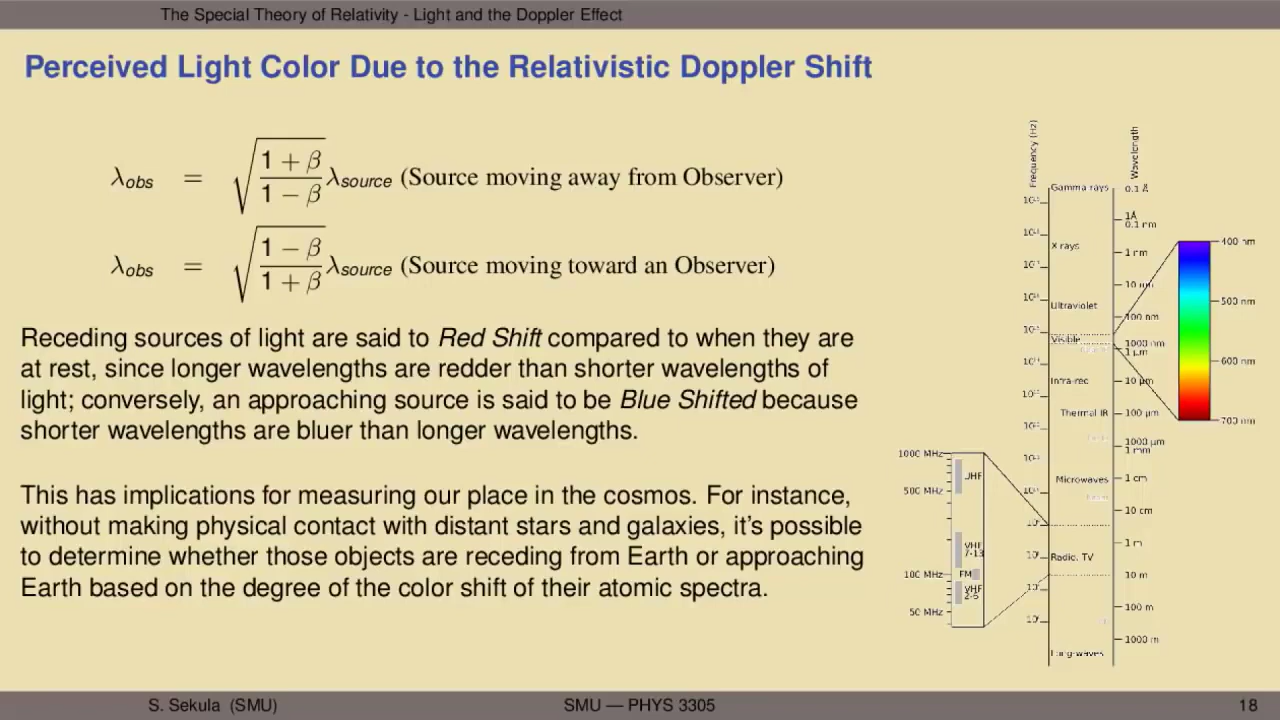 The Special Theory of Relativity - Light and the Doppler Effect
Perceived Light Color Due to the Relativistic Doppler Shift
λobs = √((1 + β)/(1 − β)) λsource (Source moving away from Observer)
λobs = √((1 − β)/(1 + β)) λsource (Source moving toward an Observer)
Receding sources of light are said to Red Shift compared to when they are
at rest, since longer wavelengths are redder than shorter wavelengths of
light; conversely, an approaching source is said to be Blue Shifted because
shorter wavelengths are bluer than longer wavelengths.
This has implications for measuring our place in the cosmos. For instance,
without making physical contact with distant stars and galaxies, it's possible
to determine whether those objects are receding from Earth or approaching
Earth based on the degree of the color shift of their atomic spectra.
Frequency (Hz)
Wavelength
Gamma rays
0.1 Å
1Å
0.1 nm
X rays
1 nm
10 nm
Ultraviolet
100 nm
Visible
1000 nm
1 µm
Infra-red
10 µm
Thermal IR
100 µm
1000 µm
1 mm
Microwaves
1 cm
10 cm
1 m
Radio, TV
10 m
100 m
1000 m
Long-waves
400 nm
500 nm
600 nm
700 nm
1000 MHz
UHF
500 MHz
VHF
7-13
100 MHz
FM
VHF
2-6
50 MHz
S. Sekula (SMU)
SMU — PHYS 3305
18